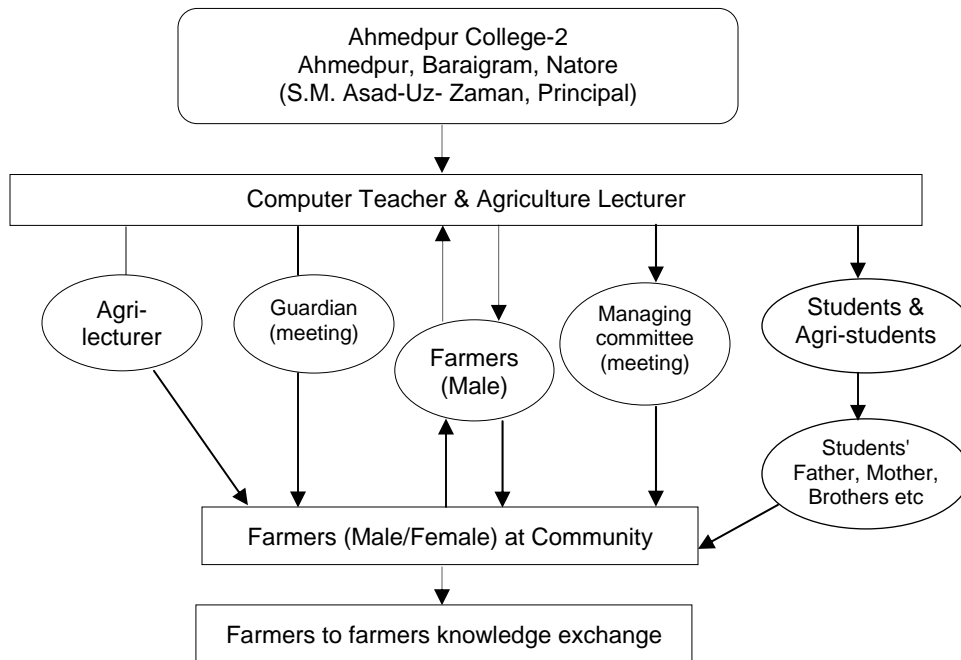 Ahmedpur College-2
Ahmedpur, Baraigram, Natore
(S.M. Asad-Uz- Zaman, Principal)
Computer Teacher & Agriculture Lecturer
Agri-
lecturer
Guardian
(meeting)
Farmers
(Male)
Managing
committee
(meeting)
Students &
Agri-students
Students'
Father, Mother,
Brothers etc
Farmers (Male/Female) at Community
Farmers to farmers knowledge exchange